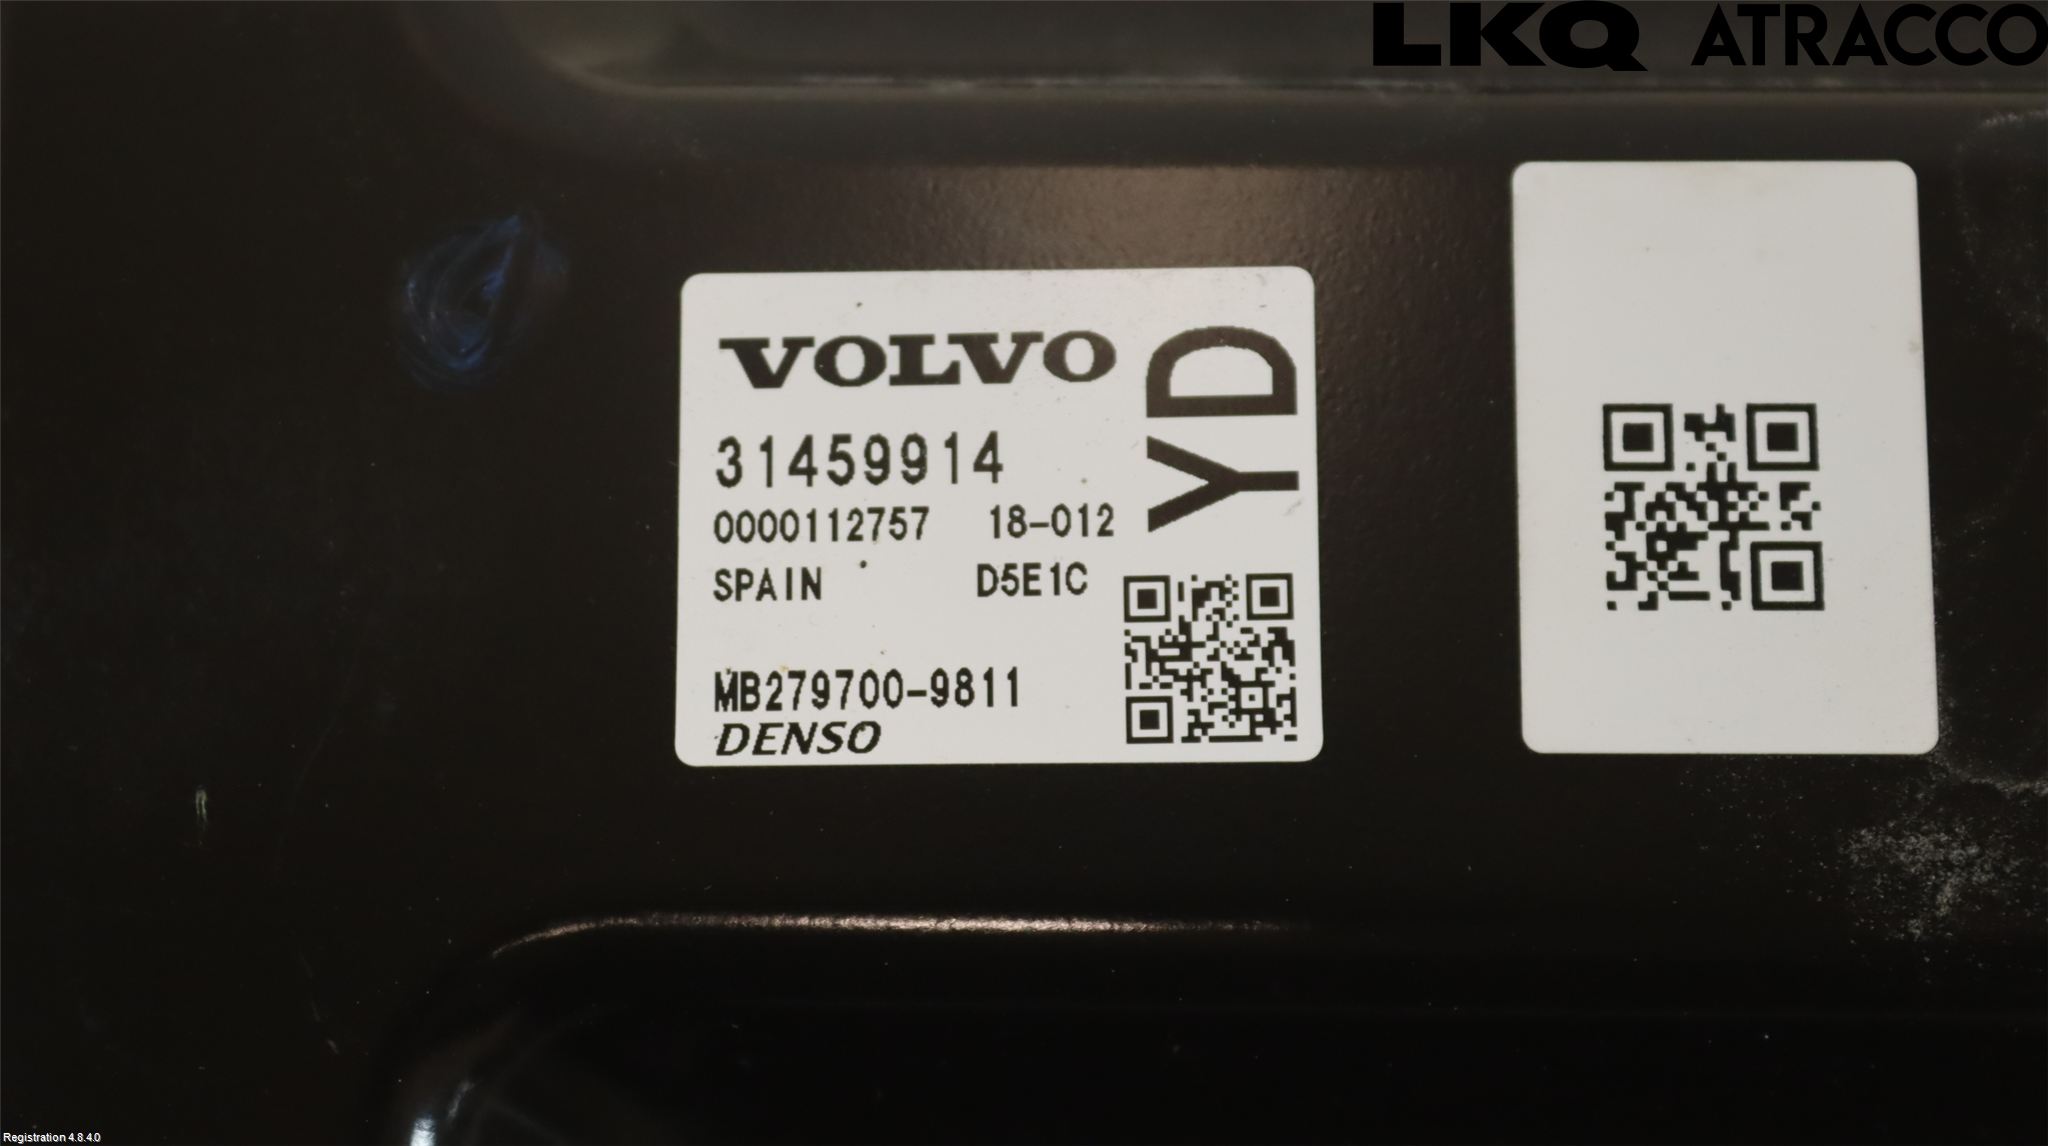 LKQ ATRACCO
VOLVO
YD
31459914
0000112757 18-012
SPAIN D5E1C
MB279700-9811
DENSO
Registration 4.8.4.0